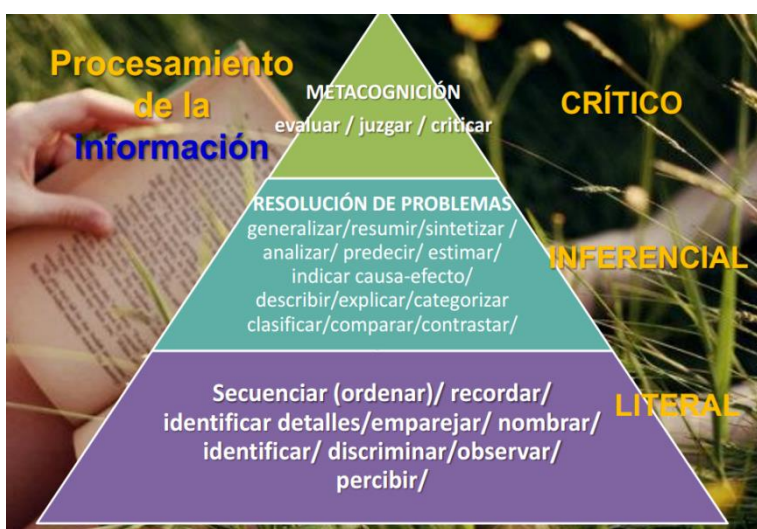 Procesamiento
de la
Información
METACOGNICIÓN
evaluar / juzgar / criticar
CRÍTICO
RESOLUCIÓN DE PROBLEMAS
generalizar/resumir/sintetizar /
analizar/ predecir/ estimar/
indicar causa-efecto/
describir/explicar/categorizar
clasificar/comparar/contrastar/
INFERENCIAL
Secuenciar (ordenar)/ recordar/
identificar detalles/emparejar/ nombrar/
identificar/ discriminar/observar/
percibir/
LITERAL